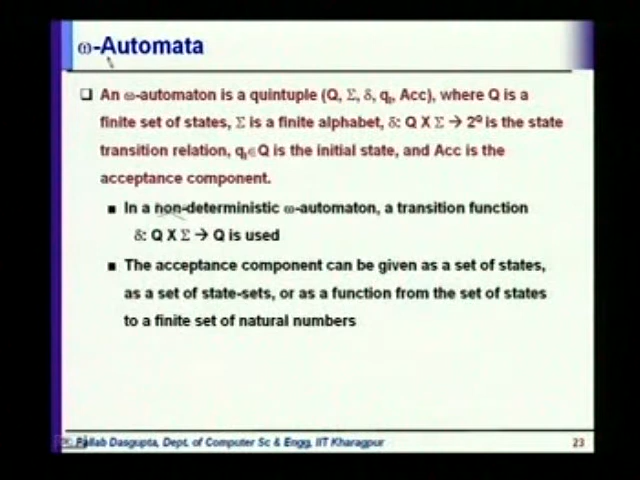 ω-Automata
❑ An ω-automaton is a quintuple (Q, Σ, δ, qI, Acc), where Q is a
finite set of states, Σ is a finite alphabet, δ: Q X Σ → 2^Q is the state
transition relation, qI∈Q is the initial state, and Acc is the
acceptance component.
■ In a non-deterministic ω-automaton, a transition function
δ: Q X Σ → Q is used
■ The acceptance component can be given as a set of states,
as a set of state-sets, or as a function from the set of states
to a finite set of natural numbers
Pallab Dasgupta, Dept. of Computer Sc & Engg, IIT Kharagpur
23